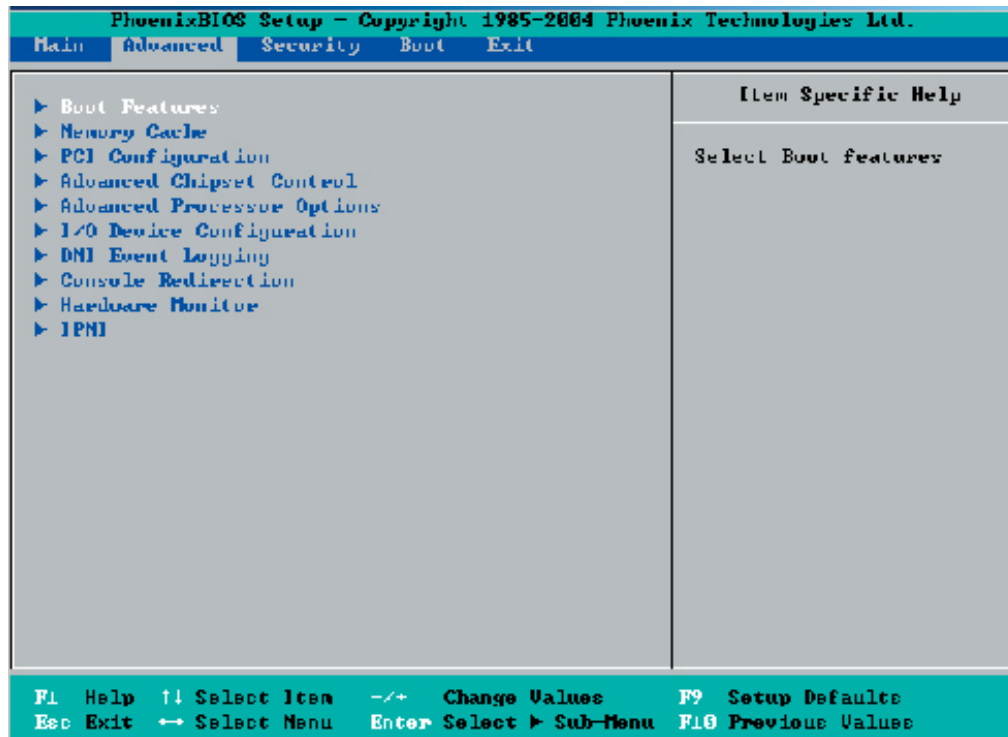 PhoenixBIOS Setup - Copyright 1985-2004 Phoenix Technologies Ltd.
Main Advanced Security Boot Exit
Item Specific Help
► Boot Features
► Memory Cache
► PCI Configuration
► Advanced Chipset Control
► Advanced Processor Options
► I/O Device Configuration
► DMI Event Logging
► Console Redirection
► Hardware Monitor
► IPMI
Select Boot features
F1 Help ↑↓ Select Item -/+ Change Values F9 Setup Defaults
Esc Exit ↔ Select Menu Enter Select ► Sub-Menu F10 Previous Values